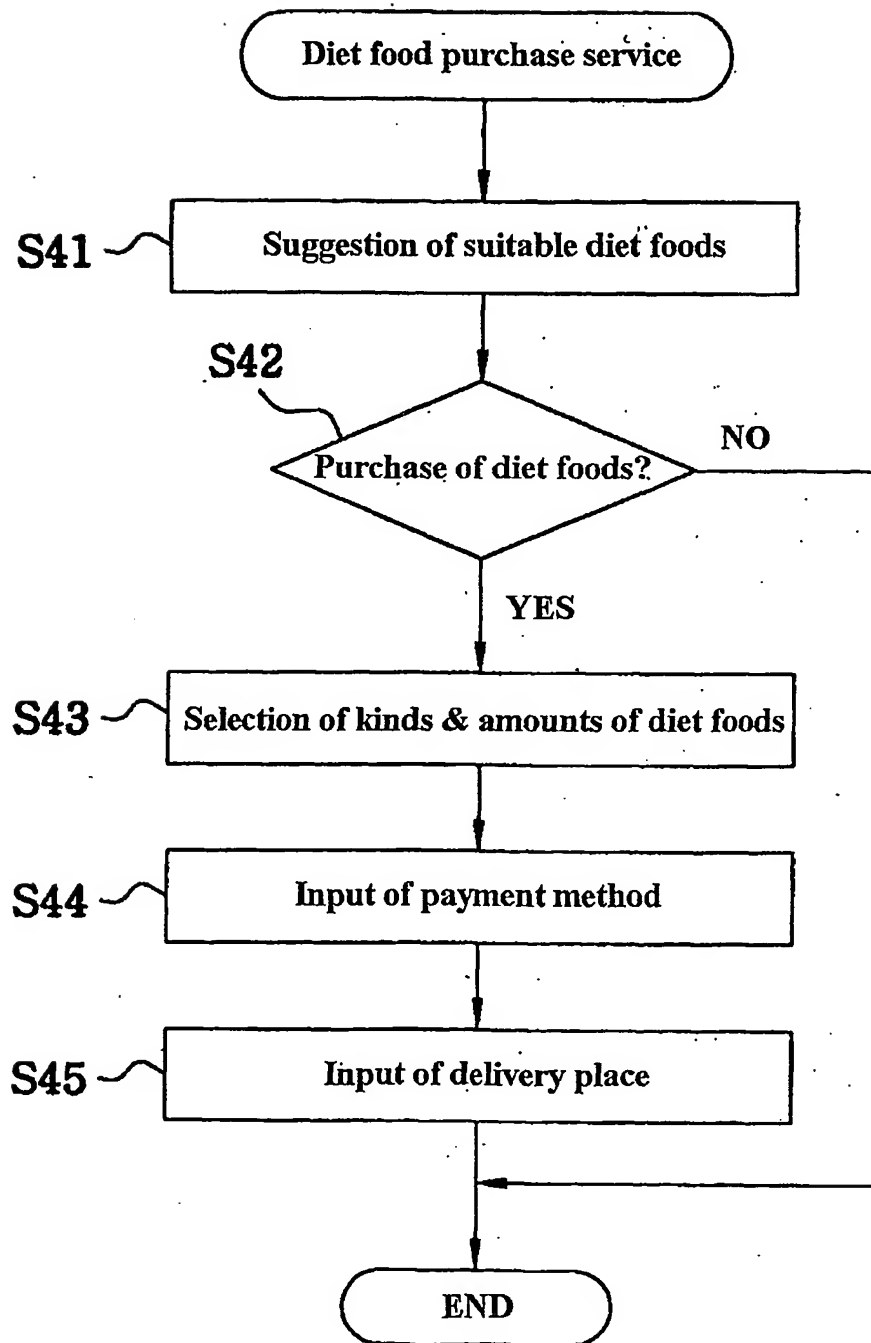 Diet food purchase service
S41
Suggestion of suitable diet foods
S42
Purchase of diet foods?
NO
YES
S43
Selection of kinds & amounts of diet foods
S44
Input of payment method
S45
Input of delivery place
END